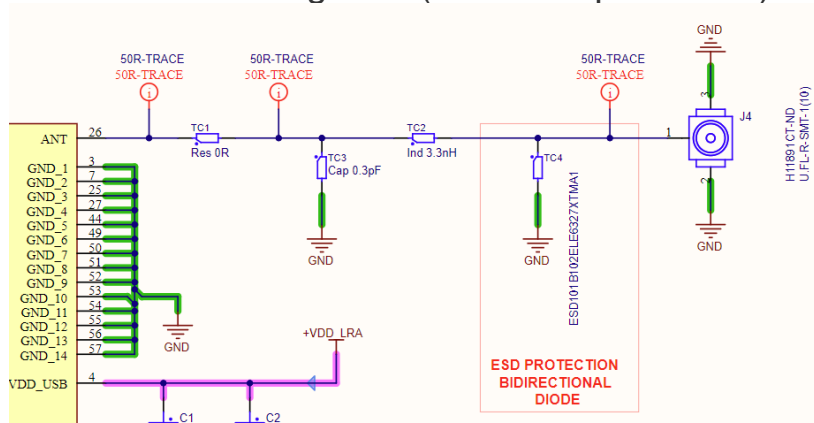 GND
50R-TRACE
50R-TRACE
50R-TRACE
50R-TRACE
50R-TRACE
50R-TRACE
3
J4
ANT
26
TC1
Res 0R
TC2
Ind 3.3nH
1
H11891CT-ND
U.FL-R-SMT-1(10)
TC3
Cap 0.3pF
TC4
ESD101B102ELE6327XTMA1
2
GND
GND
GND
GND_1
3
GND_2
7
GND_3
25
GND_4
27
GND_5
44
GND_6
49
GND_7
50
GND_8
51
GND_9
52
GND_10
53
GND_11
54
GND_12
55
GND_13
56
GND_14
57
GND
+VDD_LRA
VDD_USB
4
ESD PROTECTION
BIDIRECTIONAL
DIODE
C1
C2